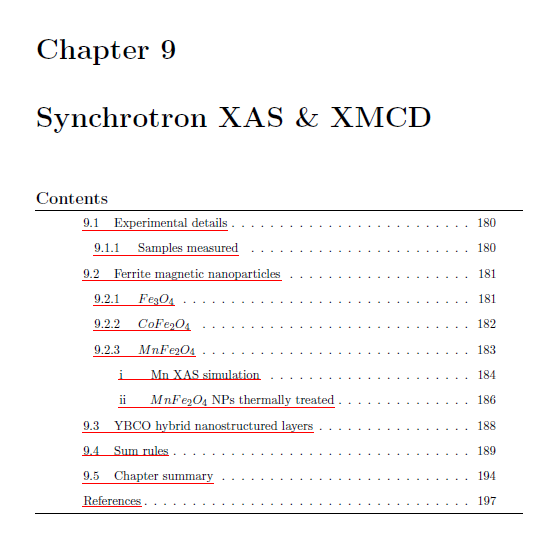 Chapter 9
Synchrotron XAS & XMCD
Contents
9.1 Experimental details . . . . . . . . . . . . . . . . . . . . . . . . . . 180
9.1.1 Samples measured . . . . . . . . . . . . . . . . . . . . . . . . 180
9.2 Ferrite magnetic nanoparticles . . . . . . . . . . . . . . . . . . . . 181
9.2.1 Fe₃O₄ . . . . . . . . . . . . . . . . . . . . . . . . . . . . . . 181
9.2.2 CoFe₂O₄ . . . . . . . . . . . . . . . . . . . . . . . . . . . . 182
9.2.3 MnFe₂O₄ . . . . . . . . . . . . . . . . . . . . . . . . . . . . 183
i Mn XAS simulation . . . . . . . . . . . . . . . . . . . . . . 184
ii MnFe₂O₄ NPs thermally treated . . . . . . . . . . . . . . . 186
9.3 YBCO hybrid nanostructured layers . . . . . . . . . . . . . . . . . 188
9.4 Sum rules . . . . . . . . . . . . . . . . . . . . . . . . . . . . . . . 189
9.5 Chapter summary . . . . . . . . . . . . . . . . . . . . . . . . . . . 194
References . . . . . . . . . . . . . . . . . . . . . . . . . . . . . . . . . 197